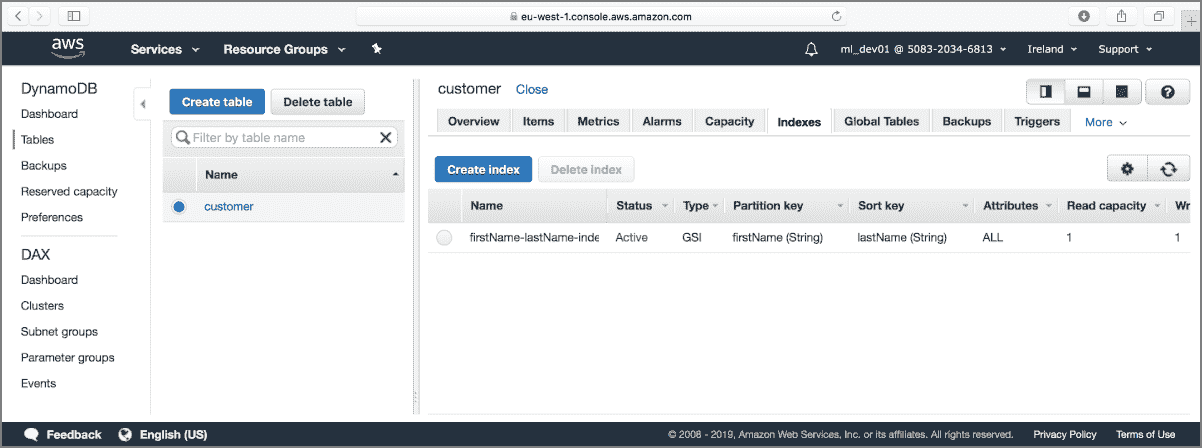 eu-west-1.console.aws.amazon.com
aws Services Resource Groups ml_dev01 @ 5083-2034-6813 Ireland Support
DynamoDB
Dashboard
Tables
Backups
Reserved capacity
Preferences
DAX
Dashboard
Clusters
Subnet groups
Parameter groups
Events
Create table Delete table
Filter by table name
Name
customer
customer Close
Overview Items Metrics Alarms Capacity Indexes Global Tables Backups Triggers More
Create index Delete index
Name Status Type Partition key Sort key Attributes Read capacity Wr
firstName-lastName-inde Active GSI firstName (String) lastName (String) ALL 1 1
Feedback English (US) © 2008 - 2019, Amazon Web Services, Inc. or its affiliates. All rights reserved. Privacy Policy Terms of Use